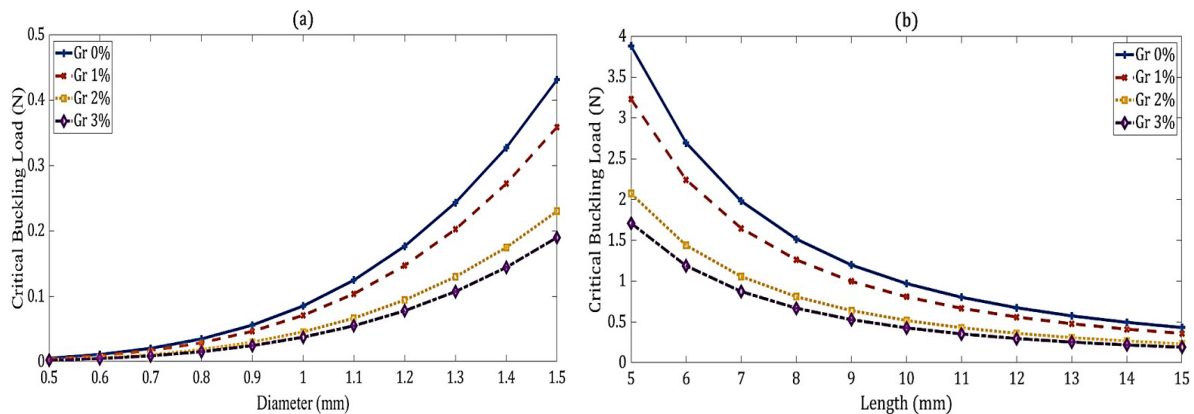 (a)
Critical Buckling Load (N)
0.5
0.4
0.3
0.2
0.1
0
Gr 0%
Gr 1%
Gr 2%
Gr 3%
0.5 0.6 0.7 0.8 0.9 1 1.1 1.2 1.3 1.4 1.5
Diameter (mm)
(b)
Critical Buckling Load (N)
4
3.5
3
2.5
2
1.5
1
0.5
0
Gr 0%
Gr 1%
Gr 2%
Gr 3%
5 6 7 8 9 10 11 12 13 14 15
Length (mm)